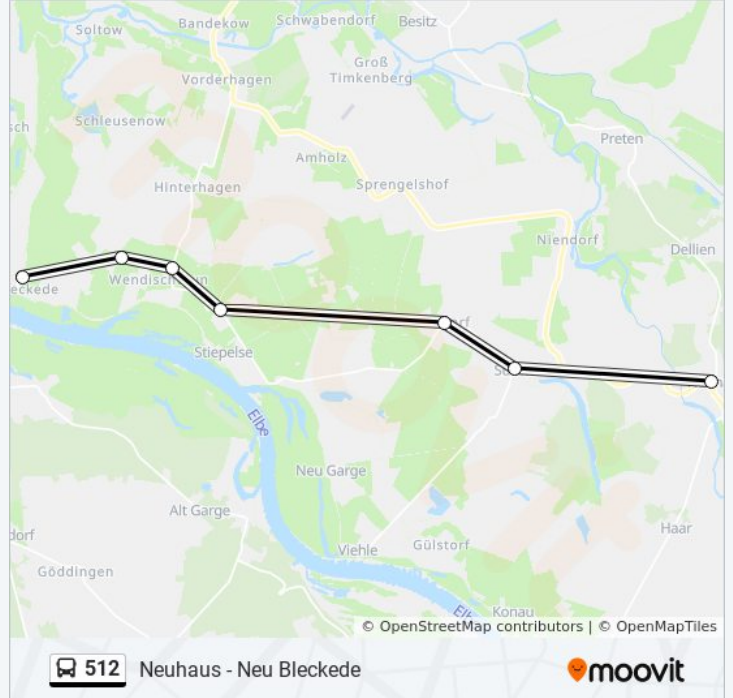 Soltow
Bandekow
Schwabendorf
Besitz
Groß
Timkenberg
Vorderhagen
Schleusenow
Preten
Amholz
Sprengelshof
Hinterhagen
Niendorf
Dellien
Stiepelse
Elbe
Neu Garge
Alt Garge
Haar
Viehle
Gülstorf
Göddingen
Konau
© OpenStreetMap contributors | © OpenMapTiles
512 Neuhaus - Neu Bleckede
moovit